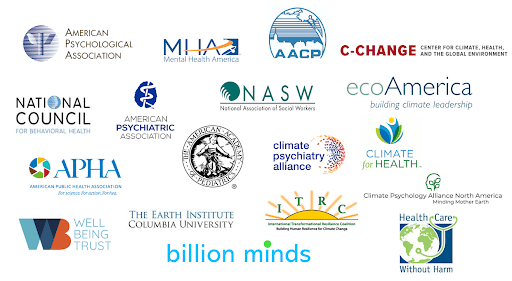 AMERICAN
PSYCHOLOGICAL
ASSOCIATION
MHA
Mental Health America
AACP
C-CHANGE
CENTER FOR CLIMATE, HEALTH,
AND THE GLOBAL ENVIRONMENT
NATIONAL
COUNCIL
FOR BEHAVIORAL HEALTH
AMERICAN
PSYCHIATRIC
ASSOCIATION
NASW
National Association of Social Workers
ecoAmerica
building climate leadership
APHA
AMERICAN PUBLIC HEALTH ASSOCIATION
For science. For action. For health.
THE AMERICAN ACADEMY
OF PEDIATRICS
®
climate
psychiatry
alliance
CLIMATE
for HEALTH
Climate Psychology Alliance North America
Minding Mother Earth
WB
WELL
BEING
TRUST
THE EARTH INSTITUTE
COLUMBIA UNIVERSITY
ITRC
International Transformational Resilience Coalition
Building Human Resilience for Climate Change
Health Care
Without Harm
billion minds